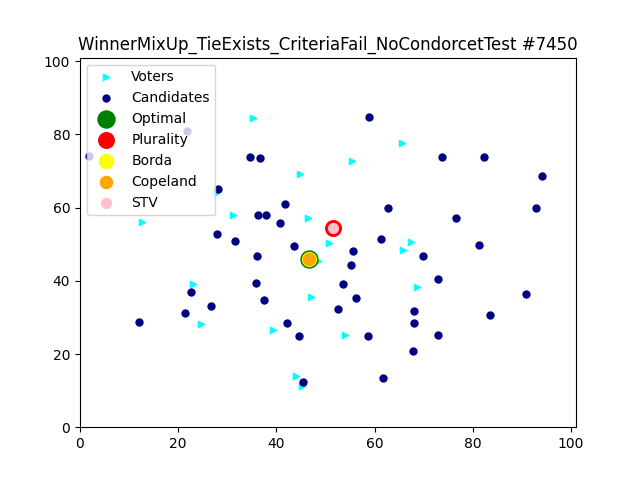 WinnerMixUp_TieExists_CriteriaFail_NoCondorcetTest #7450
100
80
60
40
20
0
0 20 40 60 80 100
Voters
Candidates
Optimal
Plurality
Borda
Copeland
STV